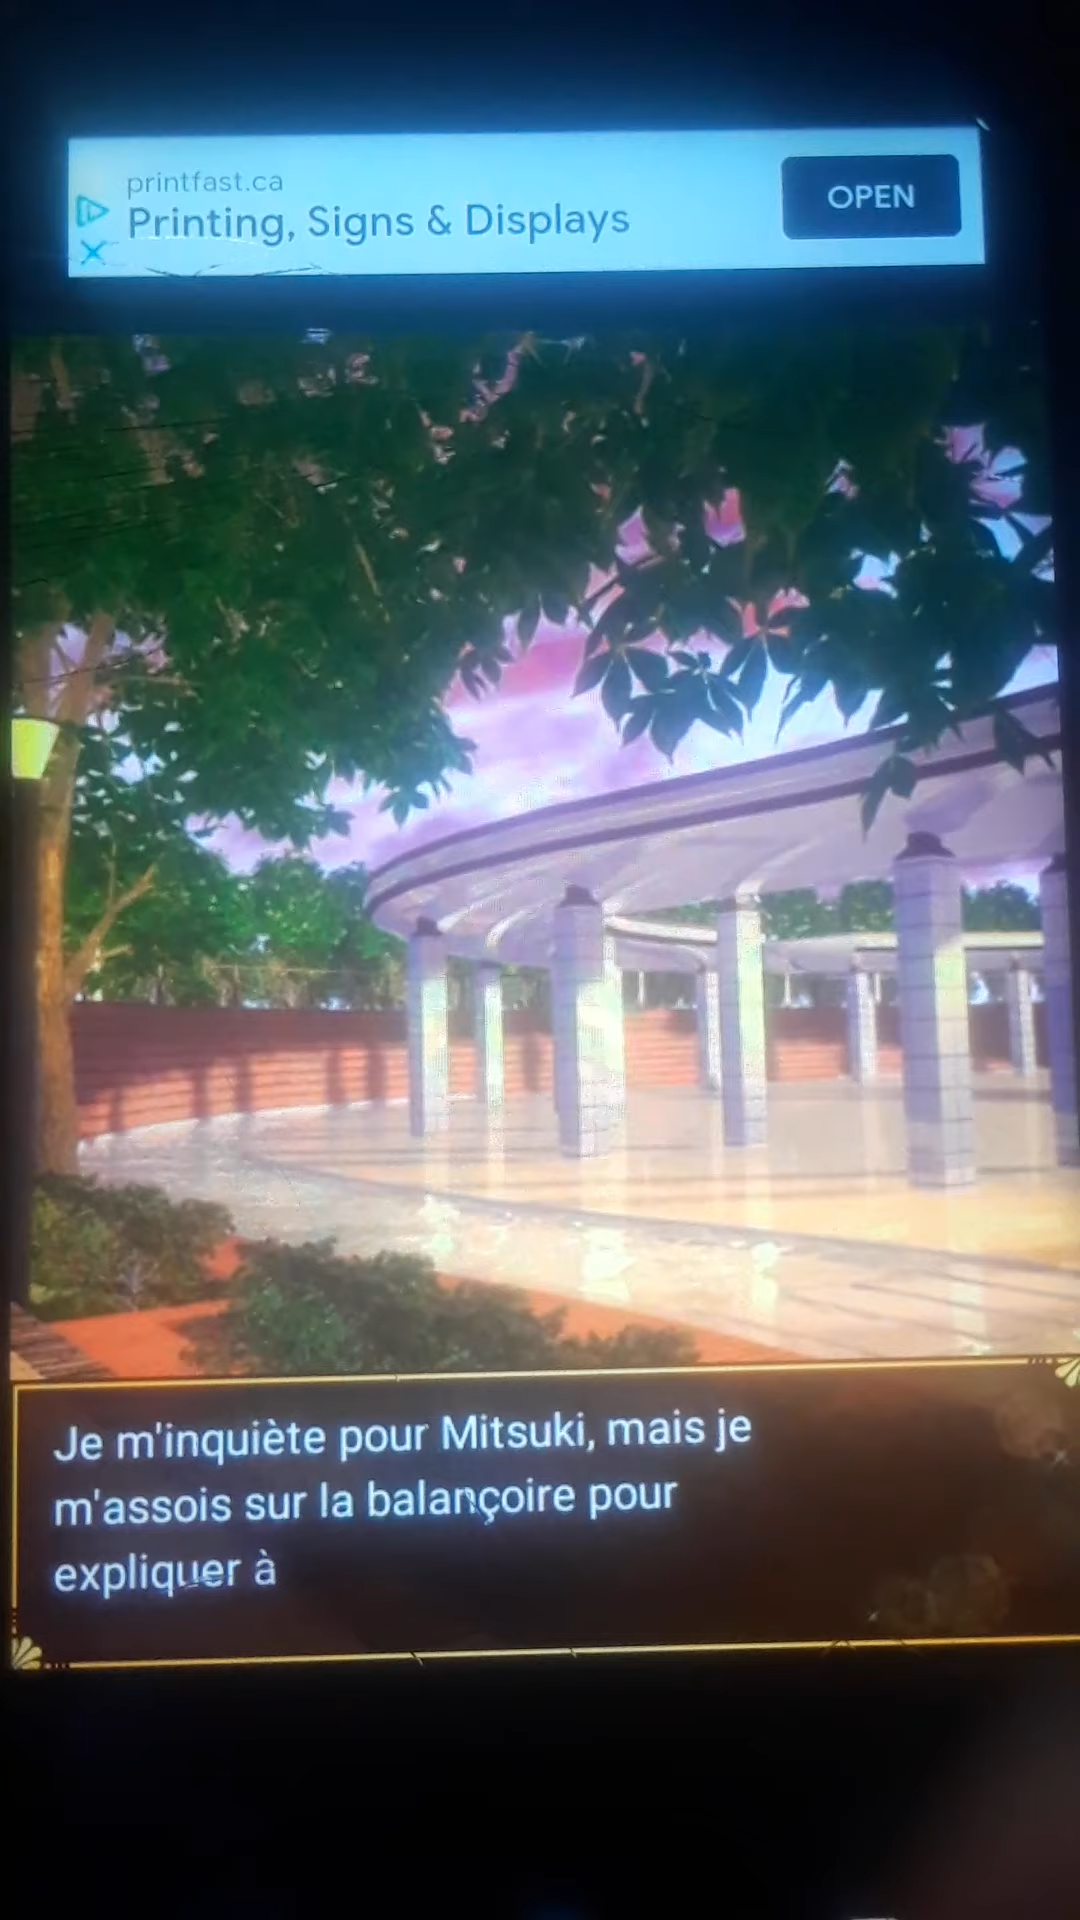 printfast.ca
Printing, Signs & Displays
OPEN
Je m'inquiète pour Mitsuki, mais je
m'assois sur la balançoire pour
expliquer à